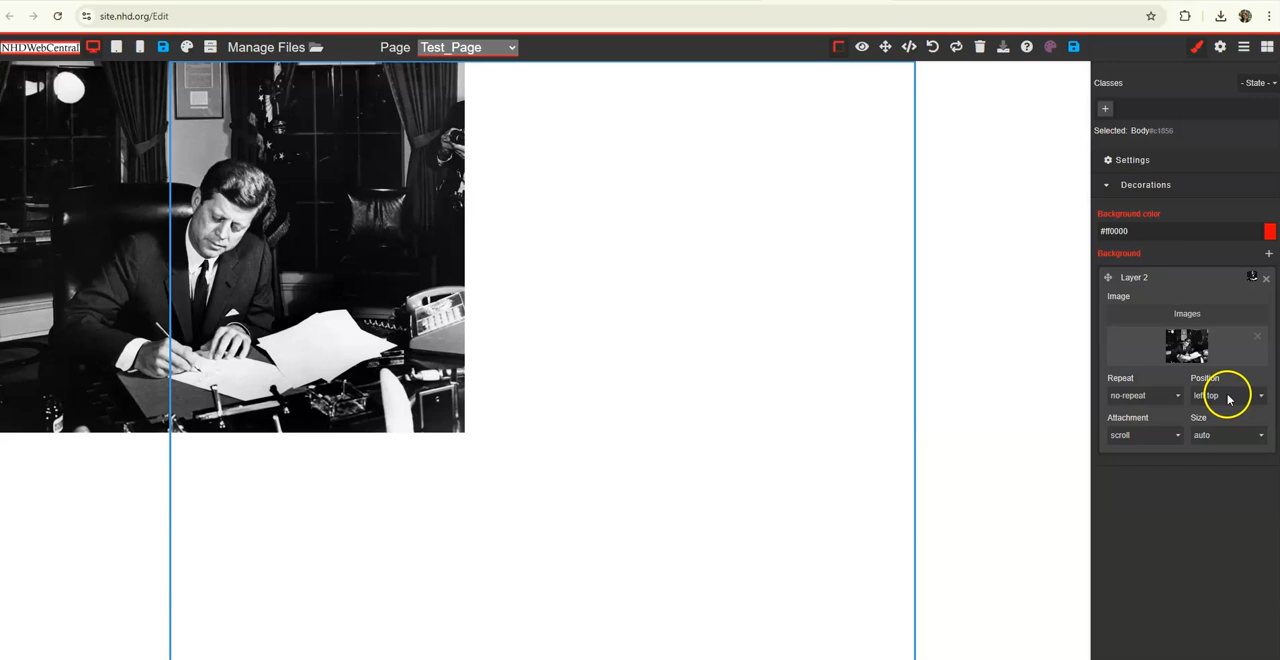 site.nhd.org/Edit
NHDWebCentral
Manage Files
Page
Test_Page
Classes
- State -
+
Selected: Body#c1856
Settings
Decorations
Background color
#ff0000
Background
+
Layer 2
Image
Images
Repeat
Position
no-repeat
left top
Attachment
Size
scroll
auto